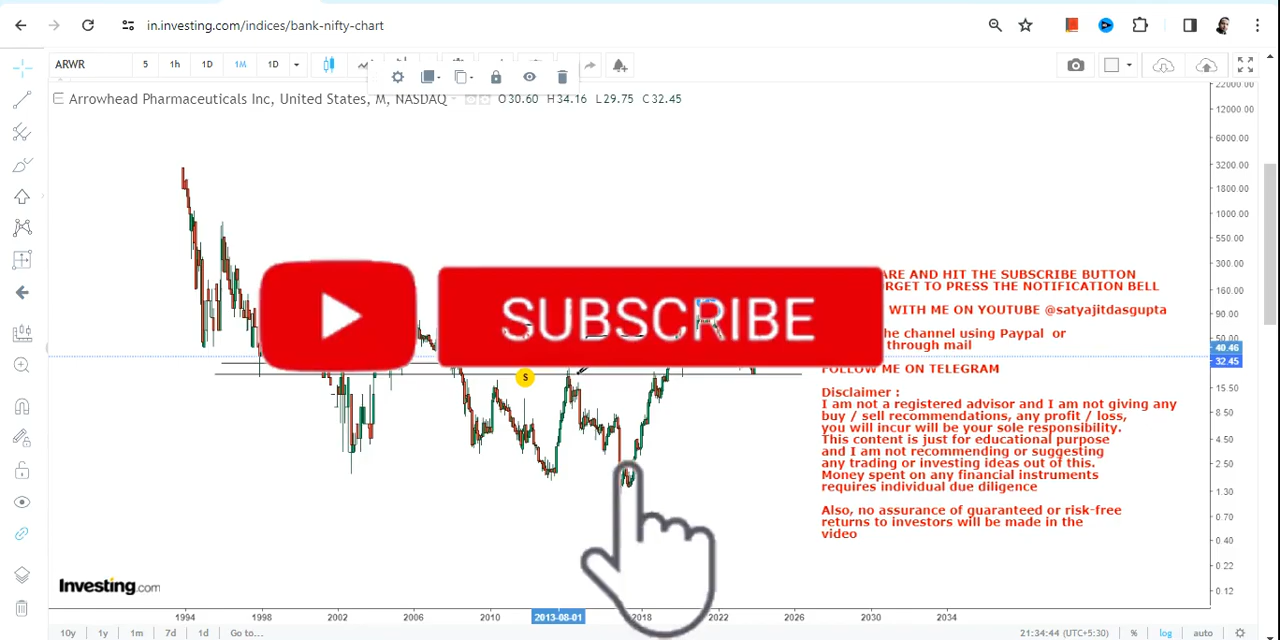 in.investing.com/indices/bank-nifty-chart
ARWR 5 1h 1D 1M 1D
Arrowhead Pharmaceuticals Inc, United States, M, NASDAQ O30.60 H34.16 L29.75 C32.45
22000.00
12000.00
6000.00
3200.00
1800.00
1000.00
550.00
300.00
160.00
90.00
50.00
40.46
32.45
15.50
8.50
4.50
2.50
1.30
0.70
0.40
0.22
0.12
SUBSCRIBE
S
ARE AND HIT THE SUBSCRIBE BUTTON
RGET TO PRESS THE NOTIFICATION BELL
WITH ME ON YOUTUBE @satyajitdasgupta
he channel using Paypal or
through mail
FOLLOW ME ON TELEGRAM
Disclaimer :
I am not a registered advisor and I am not giving any
buy / sell recommendations, any profit / loss,
you will incur will be your sole resposibility.
This content is just for educational purpose
and I am not recommending or suggesting
any trading or investing ideas out of this.
Money spent on any financial instruments
requires individual due diligence
Also, no assurance of guaranteed or risk-free
returns to investors will be made in the
video
Investing.com
1994 1998 2002 2006 2010 2013-08-01 2018 2022 2026 2030 2034
10y 1y 1m 7d 1d Go to... 21:34:44 (UTC+5:30) % log auto